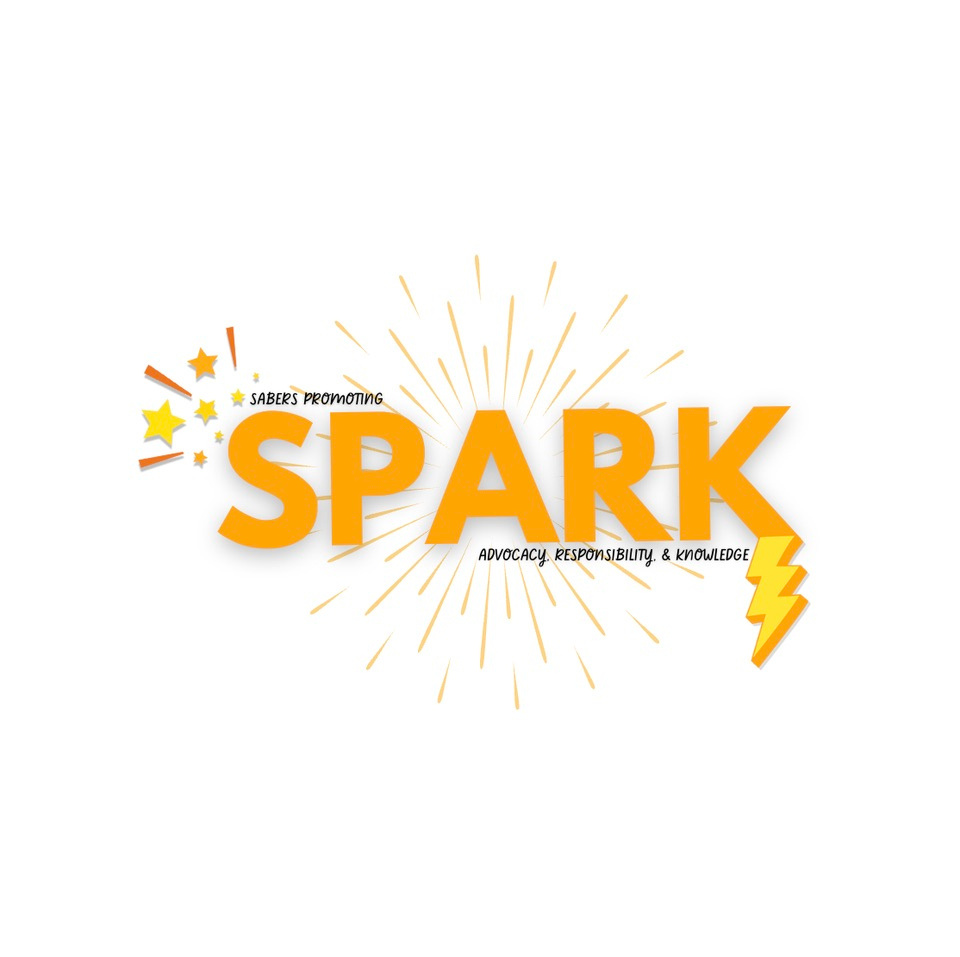 SABERS PROMOTING
SPARK
ADVOCACY, RESPONSIBILITY, & KNOWLEDGE